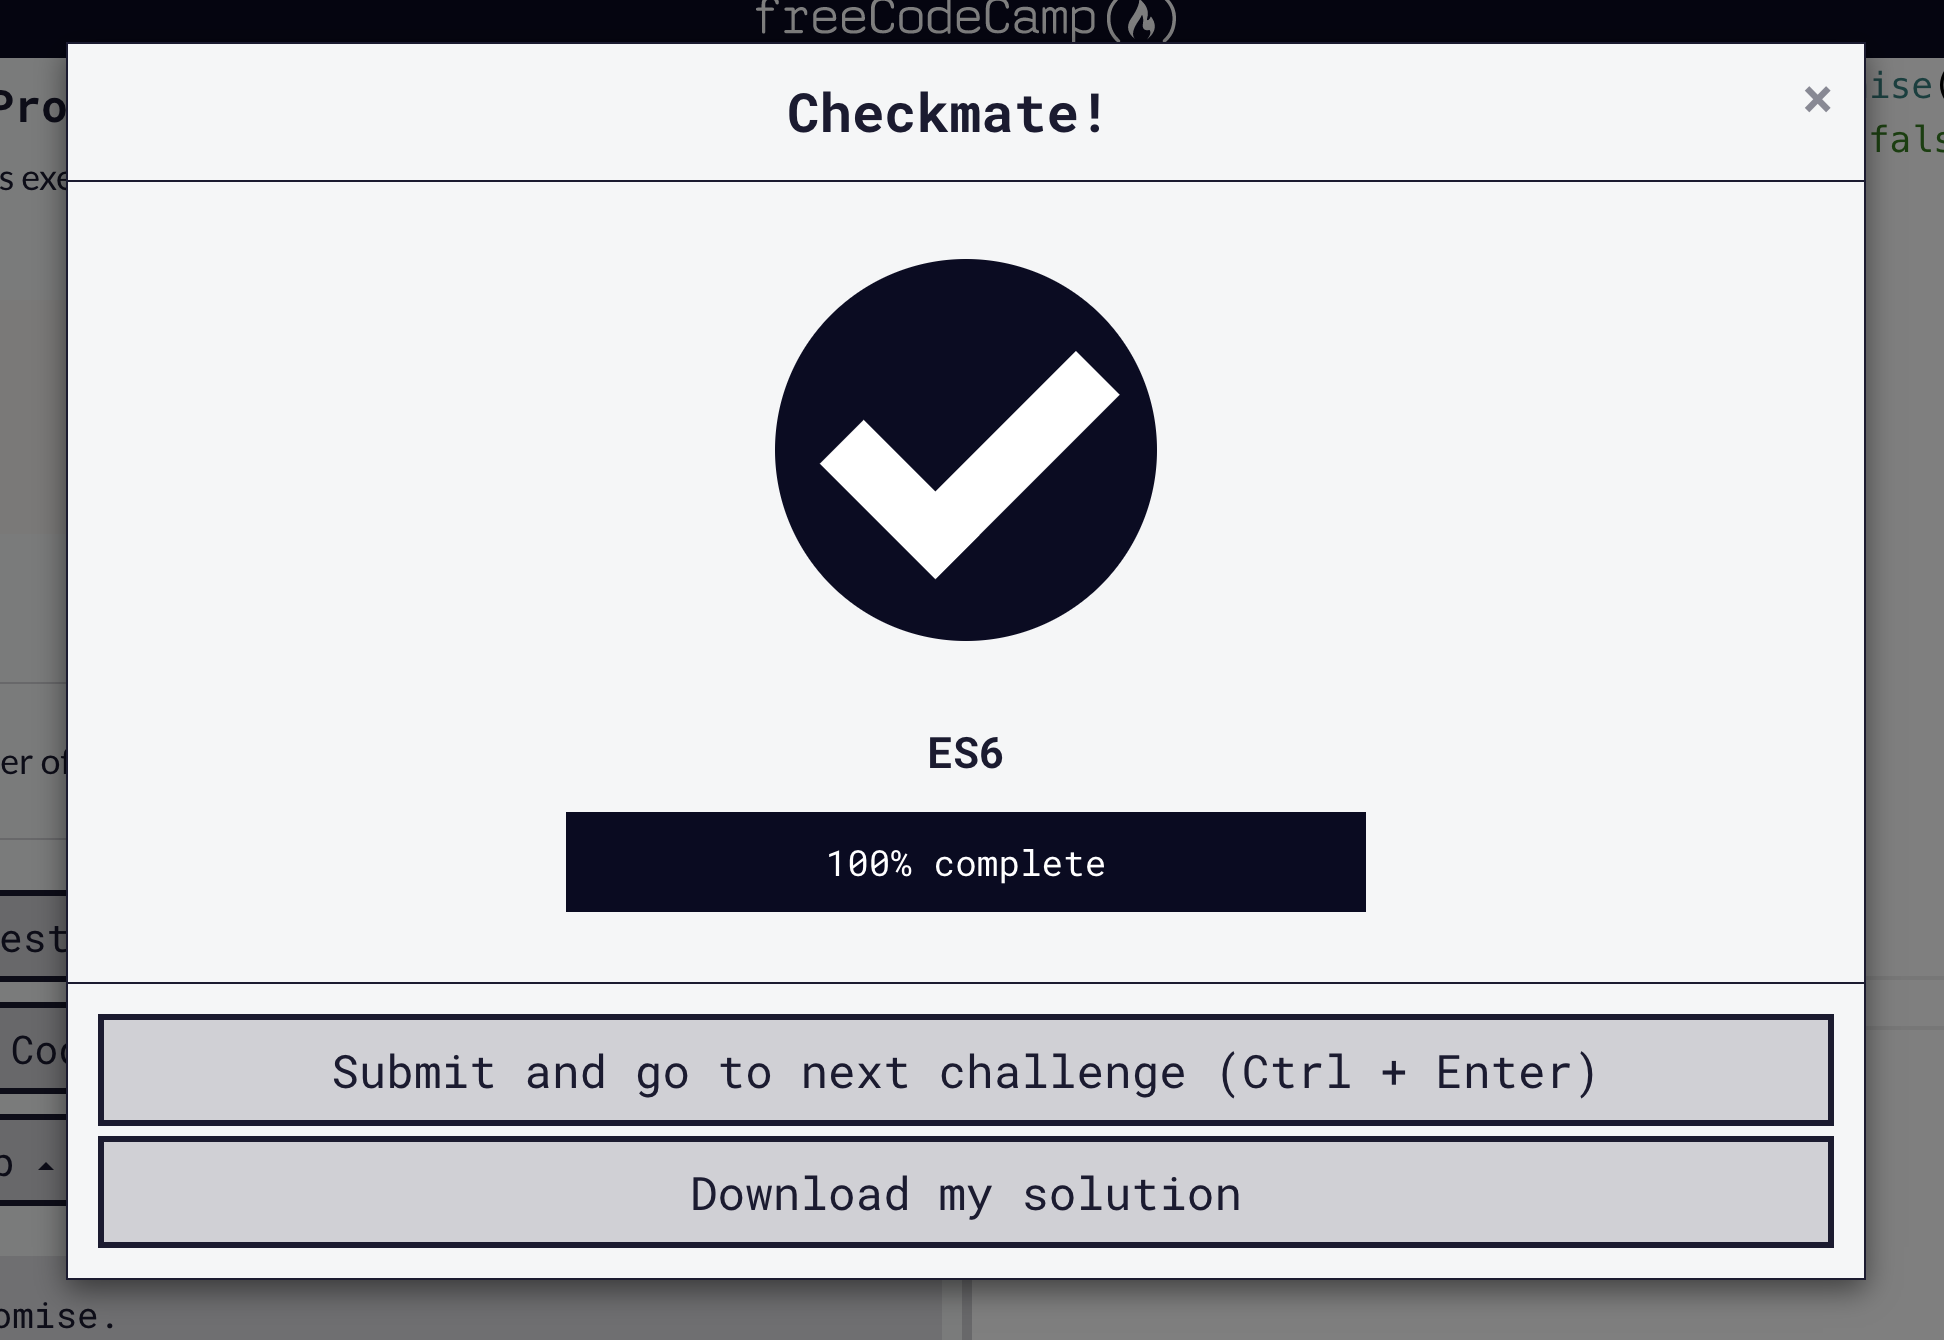 freeCodeCamp(🔥)
Checkmate!
×
ES6
100% complete
Submit and go to next challenge (Ctrl + Enter)
Download my solution
Pro
ise(
s exe
fals
er of
est
Coo
p
omise.